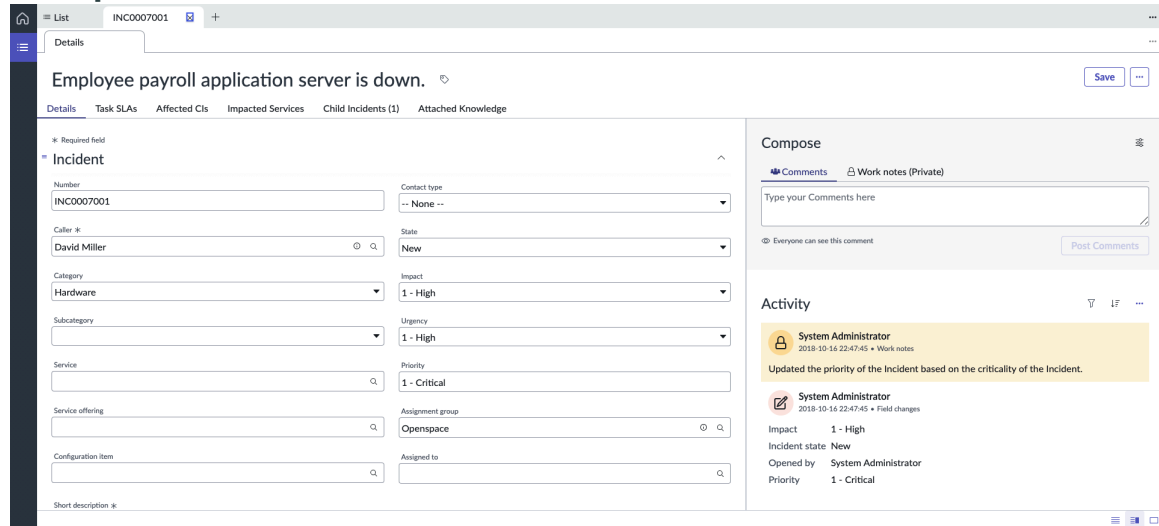 List
INC0007001
Details
Employee payroll application server is down.
Save
Details Task SLAs Affected CIs Impacted Services Child Incidents (1) Attached Knowledge
* Required field
Incident
Number
INC0007001
Caller *
David Miller
Category
Hardware
Subcategory
Service
Service offering
Configuration item
Short description *
Contact type
-- None --
State
New
Impact
1 - High
Urgency
1 - High
Priority
1 - Critical
Assignment group
Openspace
Assigned to
Compose
Comments Work notes (Private)
Type your Comments here
Everyone can see this comment
Post Comments
Activity
System Administrator
2018-10-16 22:47:45 • Work notes
Updated the priority of the Incident based on the criticality of the Incident.
System Administrator
2018-10-16 22:47:45 • Field changes
Impact 1 - High
Incident state New
Opened by System Administrator
Priority 1 - Critical